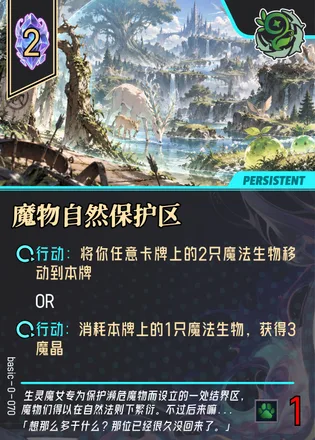 2
PERSISTENT
魔物自然保护区
行动：将你任意卡牌上的2只魔法生物移
动到本牌
OR
行动：消耗本牌上的1只魔法生物，获得3
魔晶
生灵魔女专为保护濒危魔物而设立的一处结界区，
魔物们得以在自然法则下繁衍。不过后来嘛...
「想那么多干什么？那位已经很久没回来了。」
1
basic-0-070